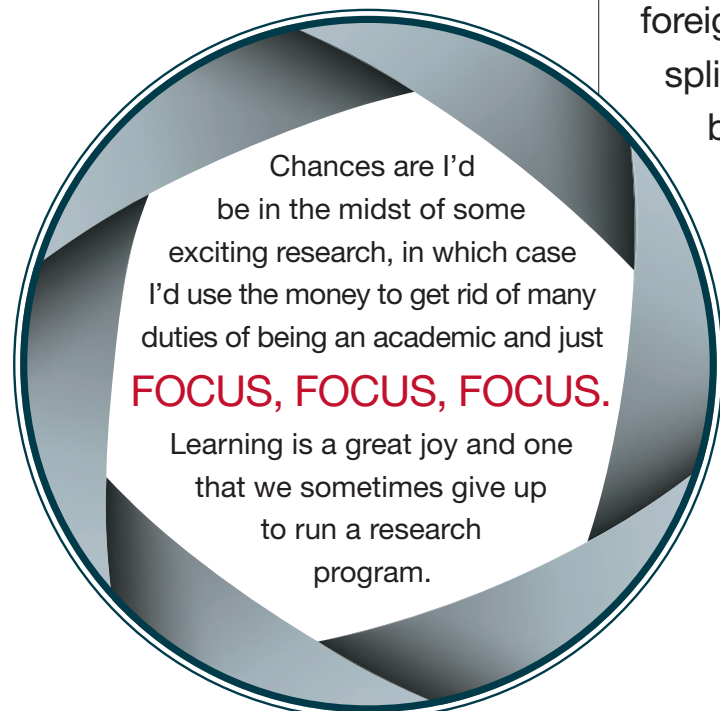 Chances are I'd
be in the midst of some
exciting research, in which case
I'd use the money to get rid of many
duties of being an academic and just
FOCUS, FOCUS, FOCUS.
Learning is a great joy and one
that we sometimes give up
to run a research
program.